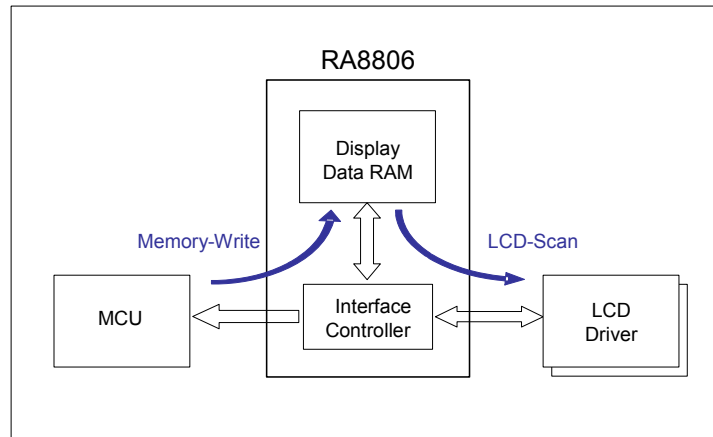 RA8806
Display
Data RAM
Memory-Write
LCD-Scan
MCU
Interface
Controller
LCD
Driver